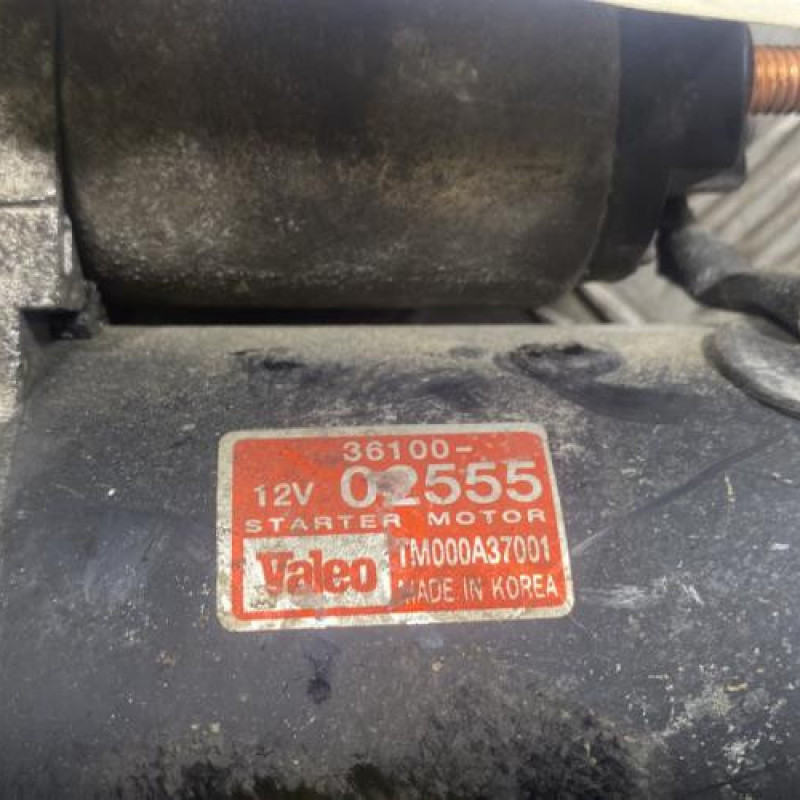 36100-
12V 02555
STARTER MOTOR
Valeo TM000A37001
MADE IN KOREA